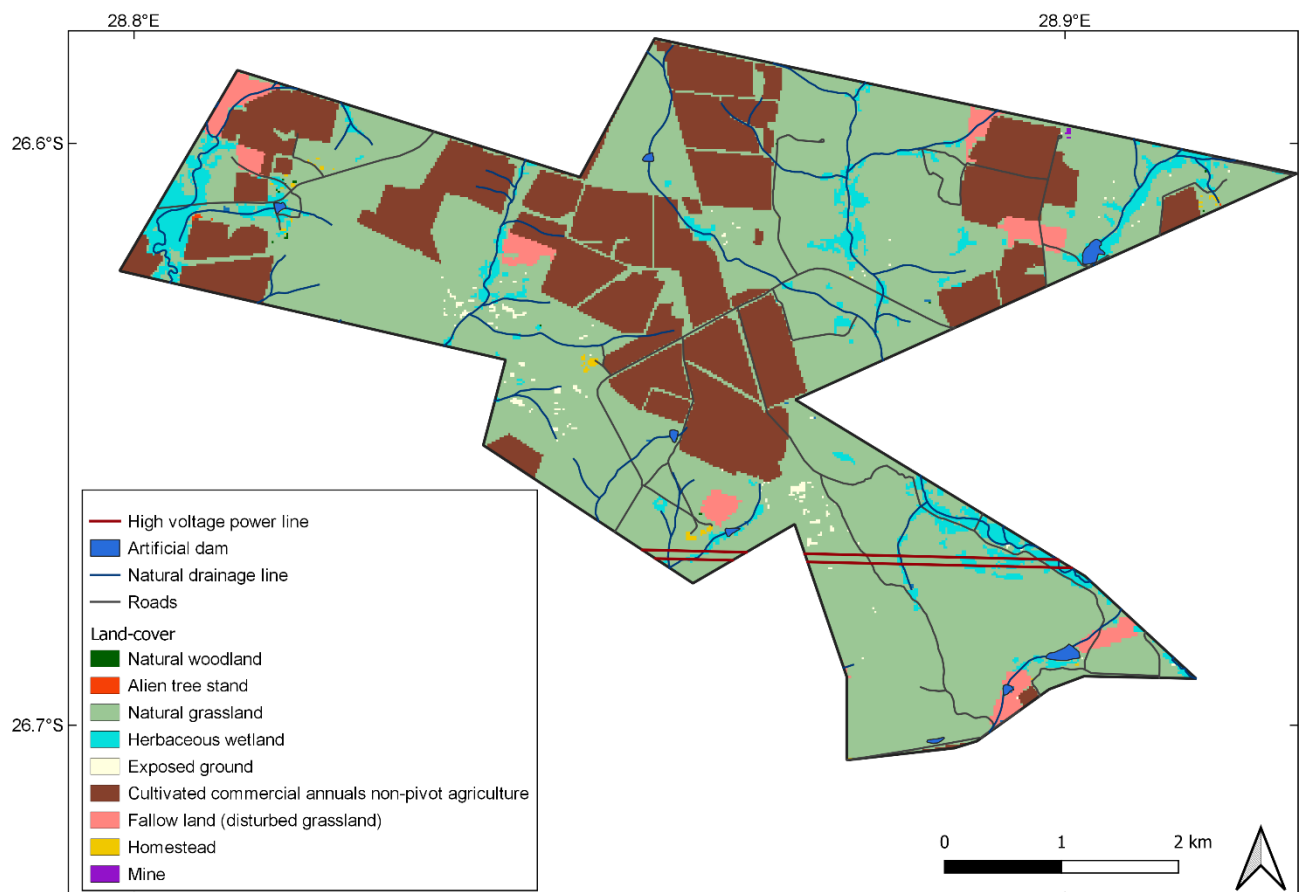 28.8°E
28.9°E
26.6°S
26.7°S
High voltage power line
Artificial dam
Natural drainage line
Roads
Land-cover
Natural woodland
Alien tree stand
Natural grassland
Herbaceous wetland
Exposed ground
Cultivated commercial annuals non-pivot agriculture
Fallow land (disturbed grassland)
Homestead
Mine
0 1 2 km